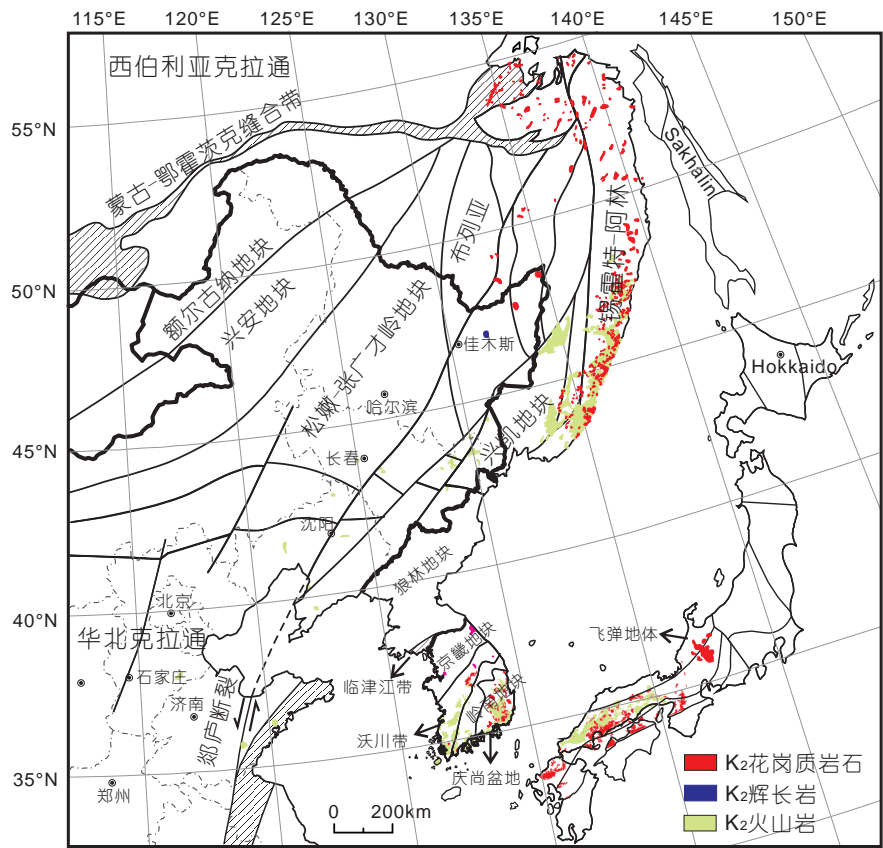 115°E 120°E 125°E 130°E 135°E 140°E 145°E 150°E
西伯利亚克拉通
55°N
蒙古-鄂霍茨克缝合带
Sakhalin
布列亚
锡霍特-阿林
50°N
额尔古纳地块
兴安地块
松嫩-张广才岭地块
佳木斯
Hokkaido
哈尔滨
兴凯地块
45°N
长春
沈阳
狼林地块
40°N
北京
华北克拉通
京畿地块
飞弹地体
石家庄
临津江带
岭南地块
济南
郯庐断裂
沃川带
庆尚盆地
35°N
郑州
0 200km
K₂花岗质岩石
K₂辉长岩
K₂火山岩